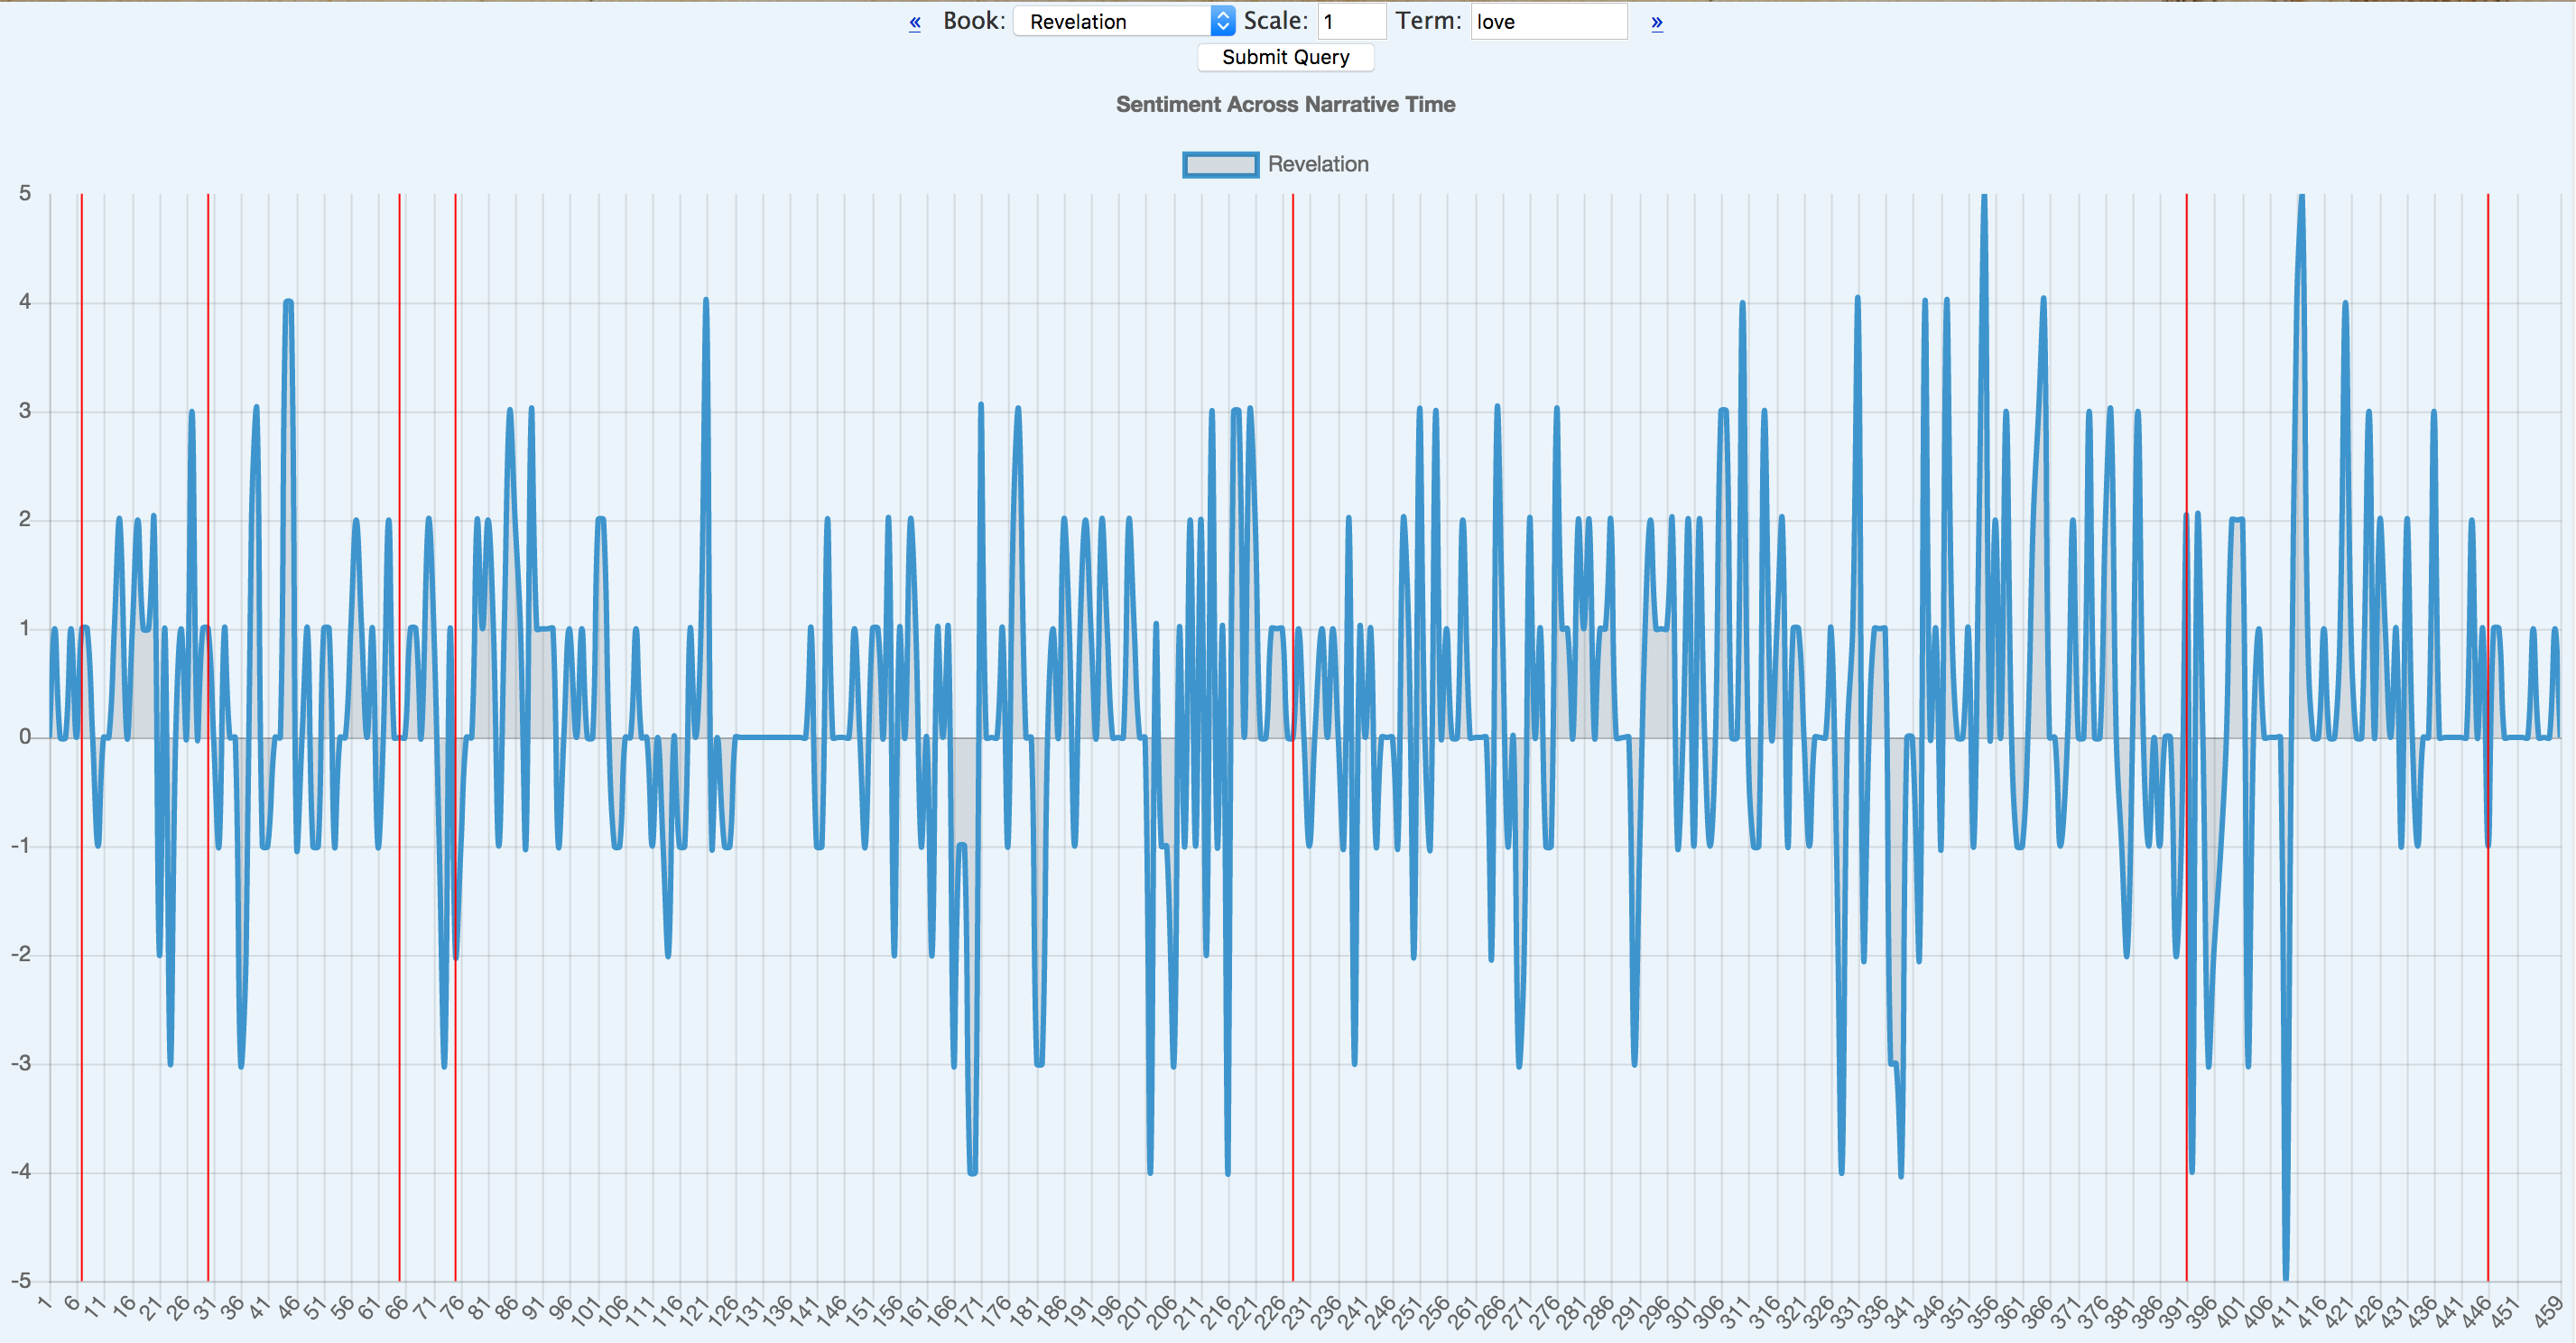 « Book: Revelation Scale: 1 Term: love »
Submit Query
Sentiment Across Narrative Time
Revelation
5
4
3
2
1
0
-1
-2
-3
-4
-5
1 6 11 16 21 26 31 36 41 46 51 56 61 66 71 76 81 86 91 96 101 106 111 116 121 126 131 136 141 146 151 156 161 166 171 176 181 186 191 196 201 206 211 216 221 226 231 236 241 246 251 256 261 266 271 276 281 286 291 296 301 306 311 316 321 326 331 336 341 346 351 356 361 366 371 376 381 386 391 396 401 406 411 416 421 426 431 436 441 446 451 459